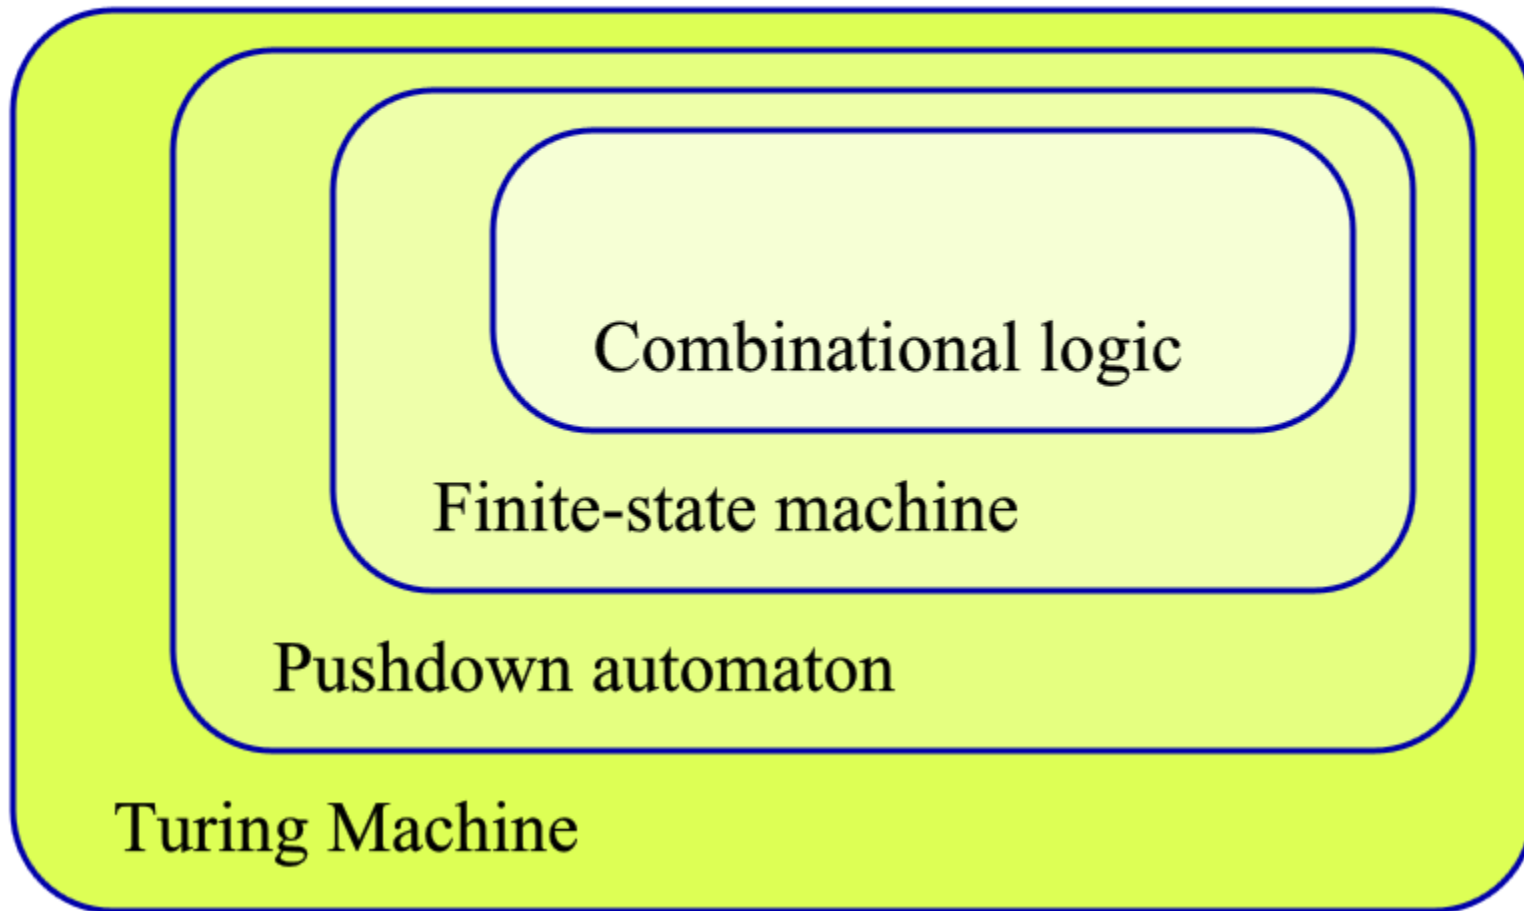 Combinational logic
Finite-state machine
Pushdown automaton
Turing Machine